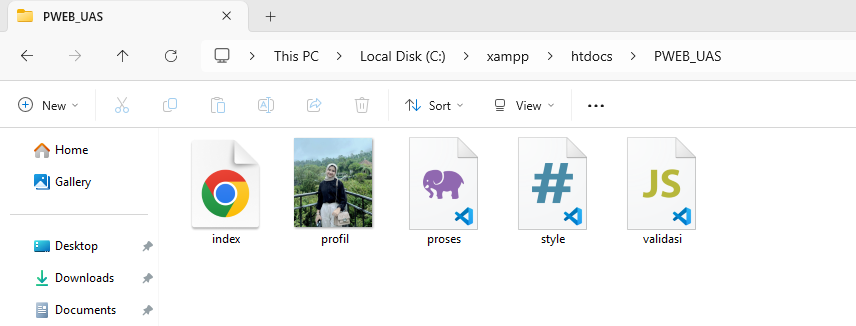 PWEB_UAS
This PC > Local Disk (C:) > xampp > htdocs > PWEB_UAS
New Sort View
Home
Gallery
Desktop
Downloads
Documents
JS
index profil proses style validasi